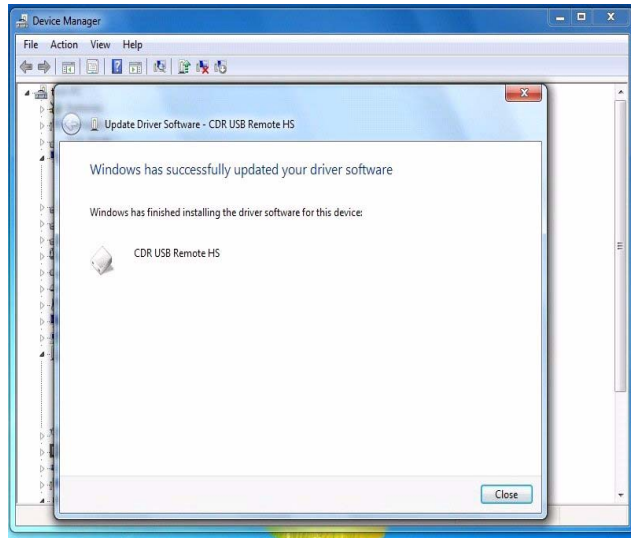 Device Manager
File Action View Help
Update Driver Software - CDR USB Remote HS
Windows has successfully updated your driver software
Windows has finished installing the driver software for this device:
CDR USB Remote HS
Close